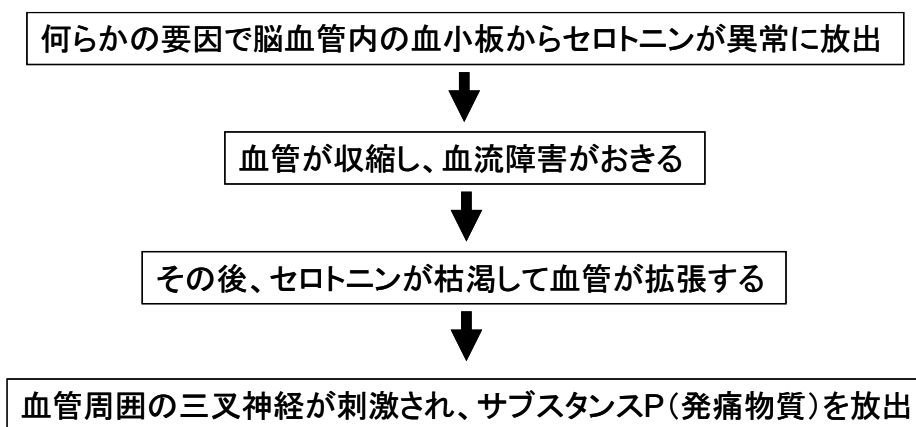 何らかの要因で脳血管内の血小板からセロトニンが異常に放出
血管が収縮し、血流障害がおきる
その後、セロトニンが枯渇して血管が拡張する
血管周囲の三叉神経が刺激され、サブスタンスP(発痛物質)を放出